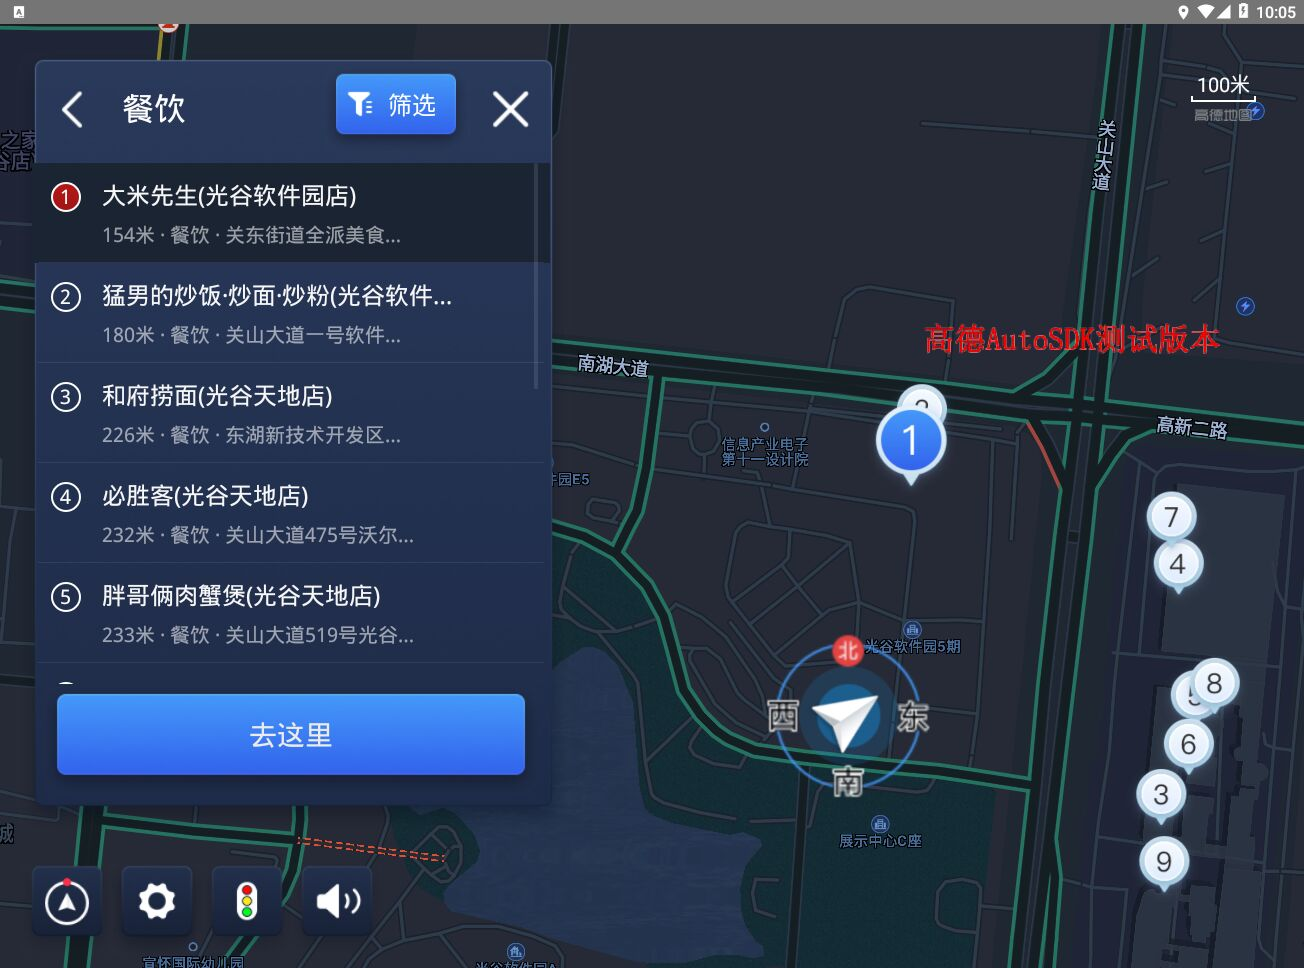 10:05
餐饮
筛选
100米
高德地图
关山大道
1
大米先生(光谷软件园店)
154米 · 餐饮 · 关东街道全派美食...
2
猛男的炒饭·炒面·炒粉(光谷软件...
180米 · 餐饮 · 关山大道一号软件...
3
和府捞面(光谷天地店)
226米 · 餐饮 · 东湖新技术开发区...
4
必胜客(光谷天地店)
232米 · 餐饮 · 关山大道475号沃尔...
5
胖哥俩肉蟹煲(光谷天地店)
233米 · 餐饮 · 关山大道519号光谷...
去这里
高德AutoSDK测试版本
南湖大道
高新二路
1
信息产业电子
第十一设计院
园E5
7
4
光谷软件园5期
北
西
东
南
8
5
6
3
9
展示中心C座
城
宣怀国际幼儿园